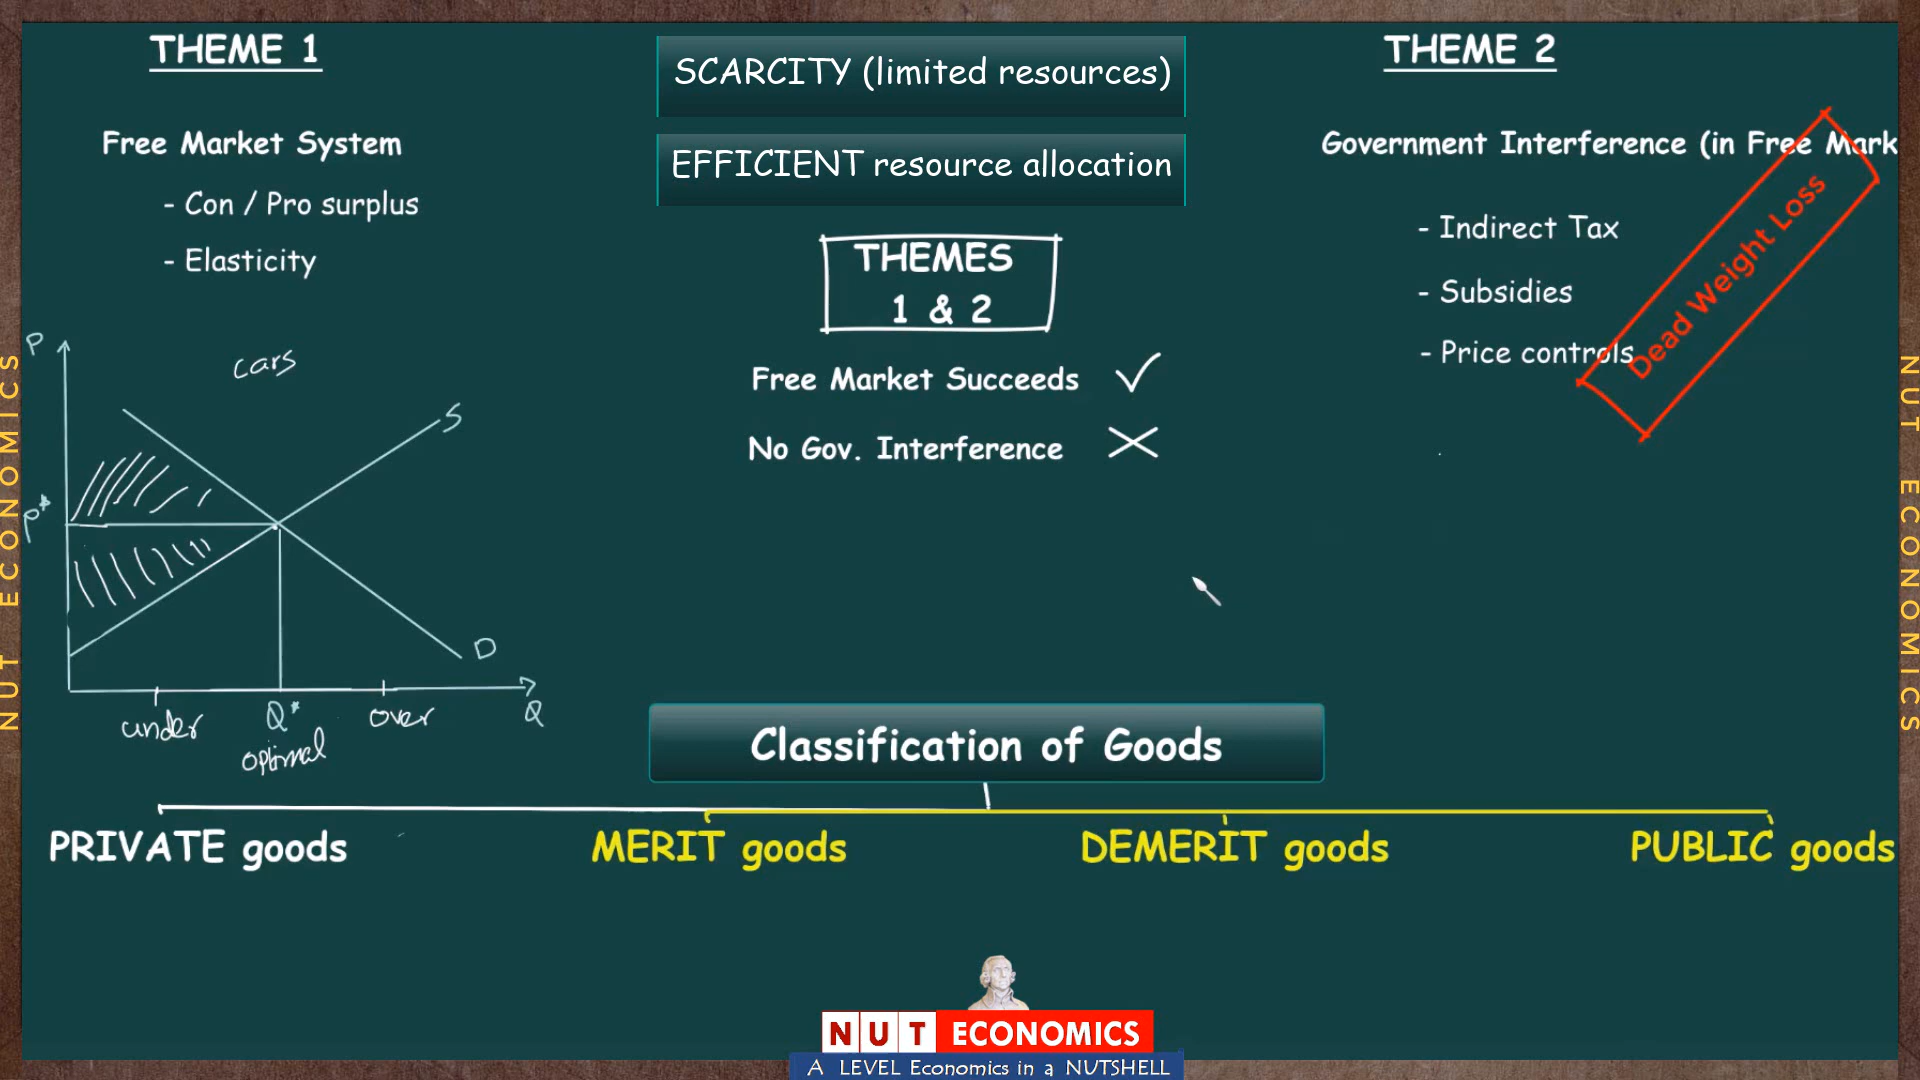 THEME 1
Free Market System
- Con / Pro surplus
- Elasticity
P
cars
S
P*
D
under
Q*
over
Q
optimal
SCARCITY (limited resources)
EFFICIENT resource allocation
THEMES
1 & 2
Free Market Succeeds
No Gov. Interference
THEME 2
Government Interference (in Free Mark
- Indirect Tax
- Subsidies
- Price controls
Dead Weight Loss
Classification of Goods
PRIVATE goods
MERIT goods
DEMERIT goods
PUBLIC goods
NUT ECONOMICS
A LEVEL Economics in a NUTSHELL
NUT ECONOMICS
NUT ECONOMICS